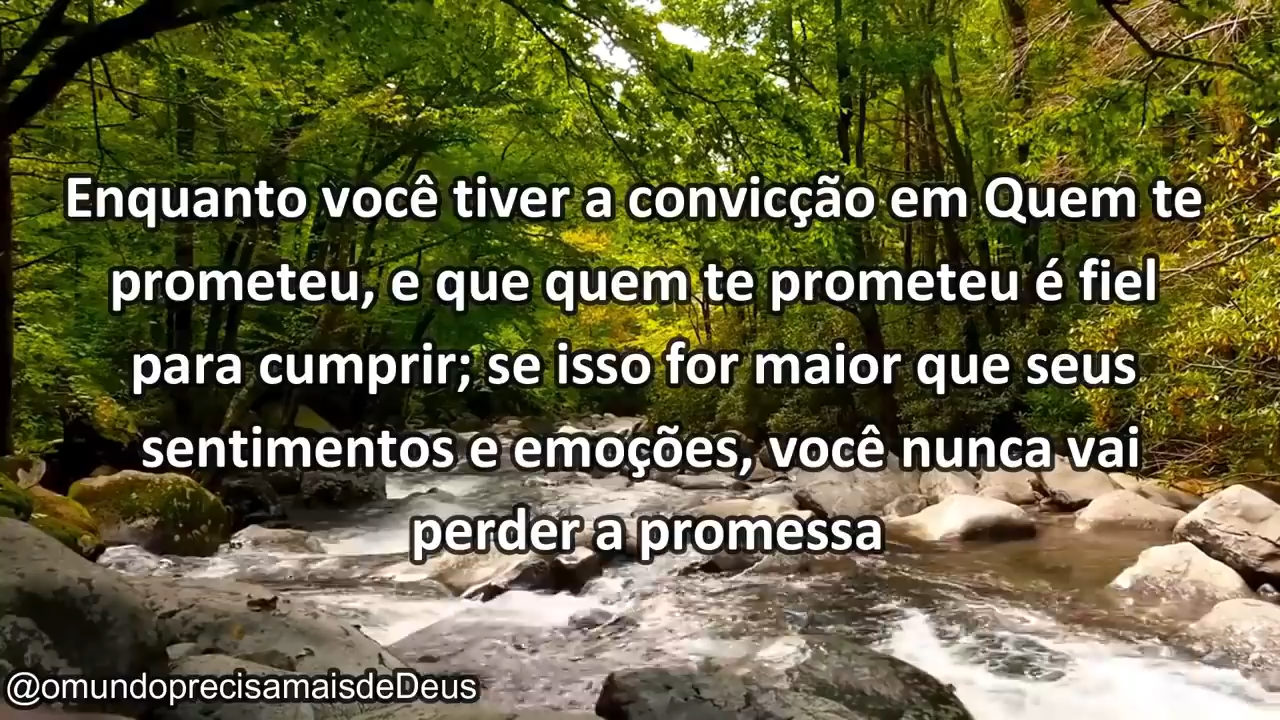 Enquanto você tiver a convicção em Quem te
prometeu, e que quem te prometeu é fiel
para cumprir; se isso for maior que seus
sentimentos e emoções, você nunca vai
perder a promessa
@omundoprecisamaisdeDeus